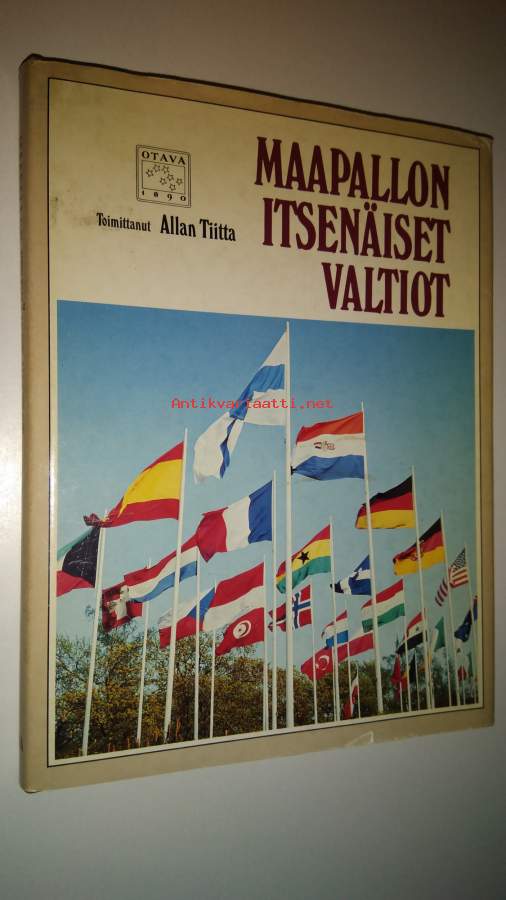 OTAVA
1890
MAAPALLON
ITSENÄISET
VALTIOT
Toimittanut Allan Tiitta
Antikvariaatti.net